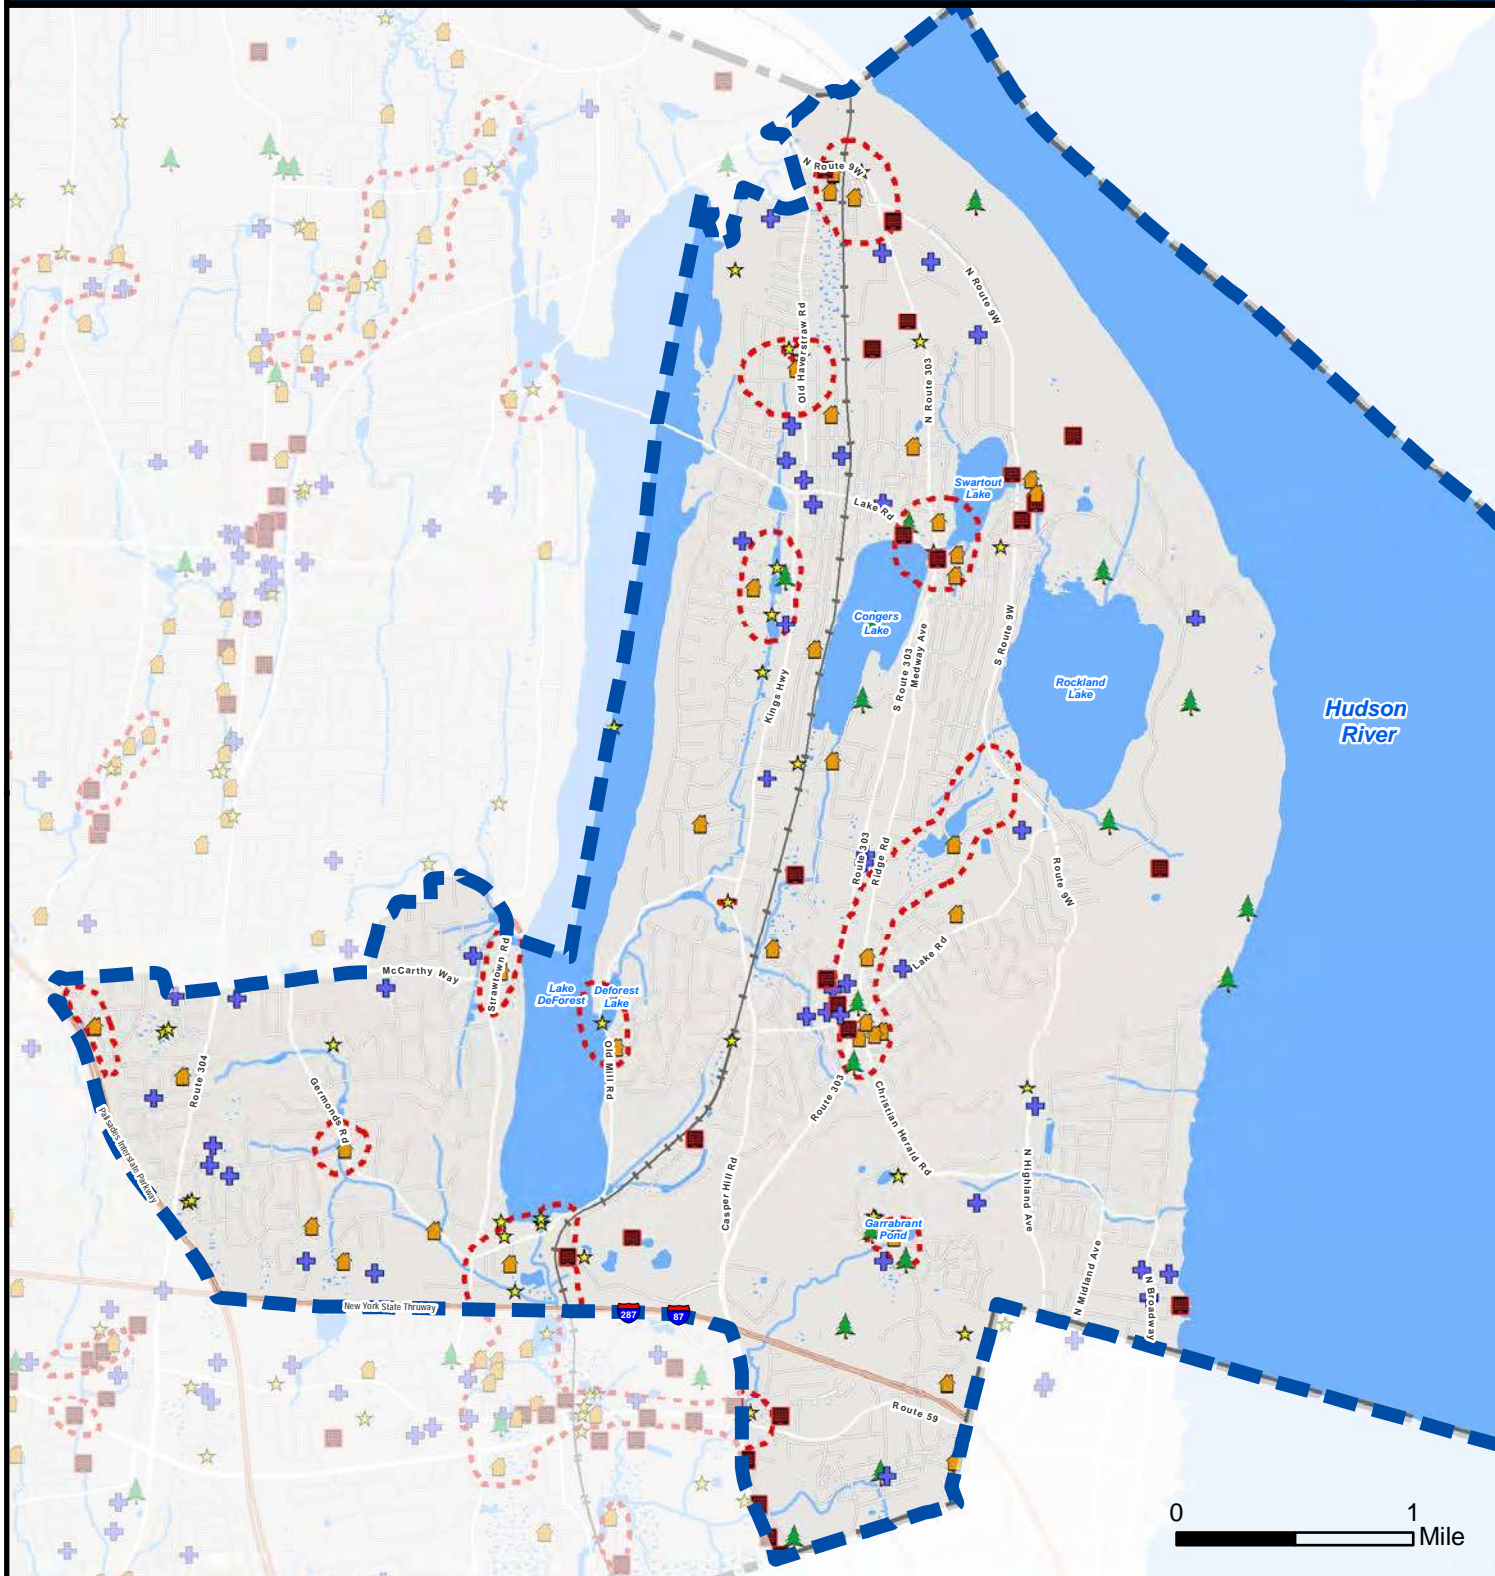 N Route 9W
N Route 9W
Old Haverstraw Rd
N Route 303
Swartout
Lake
Lake Rd
Congers
Lake
S Route 9W
S Route 303
Medway Ave
Kings Hwy
Rockland
Lake
Hudson
River
Route 303
Ridge Rd
Route 9W
Lake Rd
McCarthy Way
Strawtown Rd
Lake
DeForest
Deforest
Lake
Old Mill Rd
Route 304
Germonds Rd
Palisades Interstate Parkway
Route 303
Christian Herald Rd
Casper Hill Rd
N Highland Ave
Garrabrant
Pond
N Midland Ave
N Broadway
New York State Thruway
287
87
Route 59
0 1
Mile